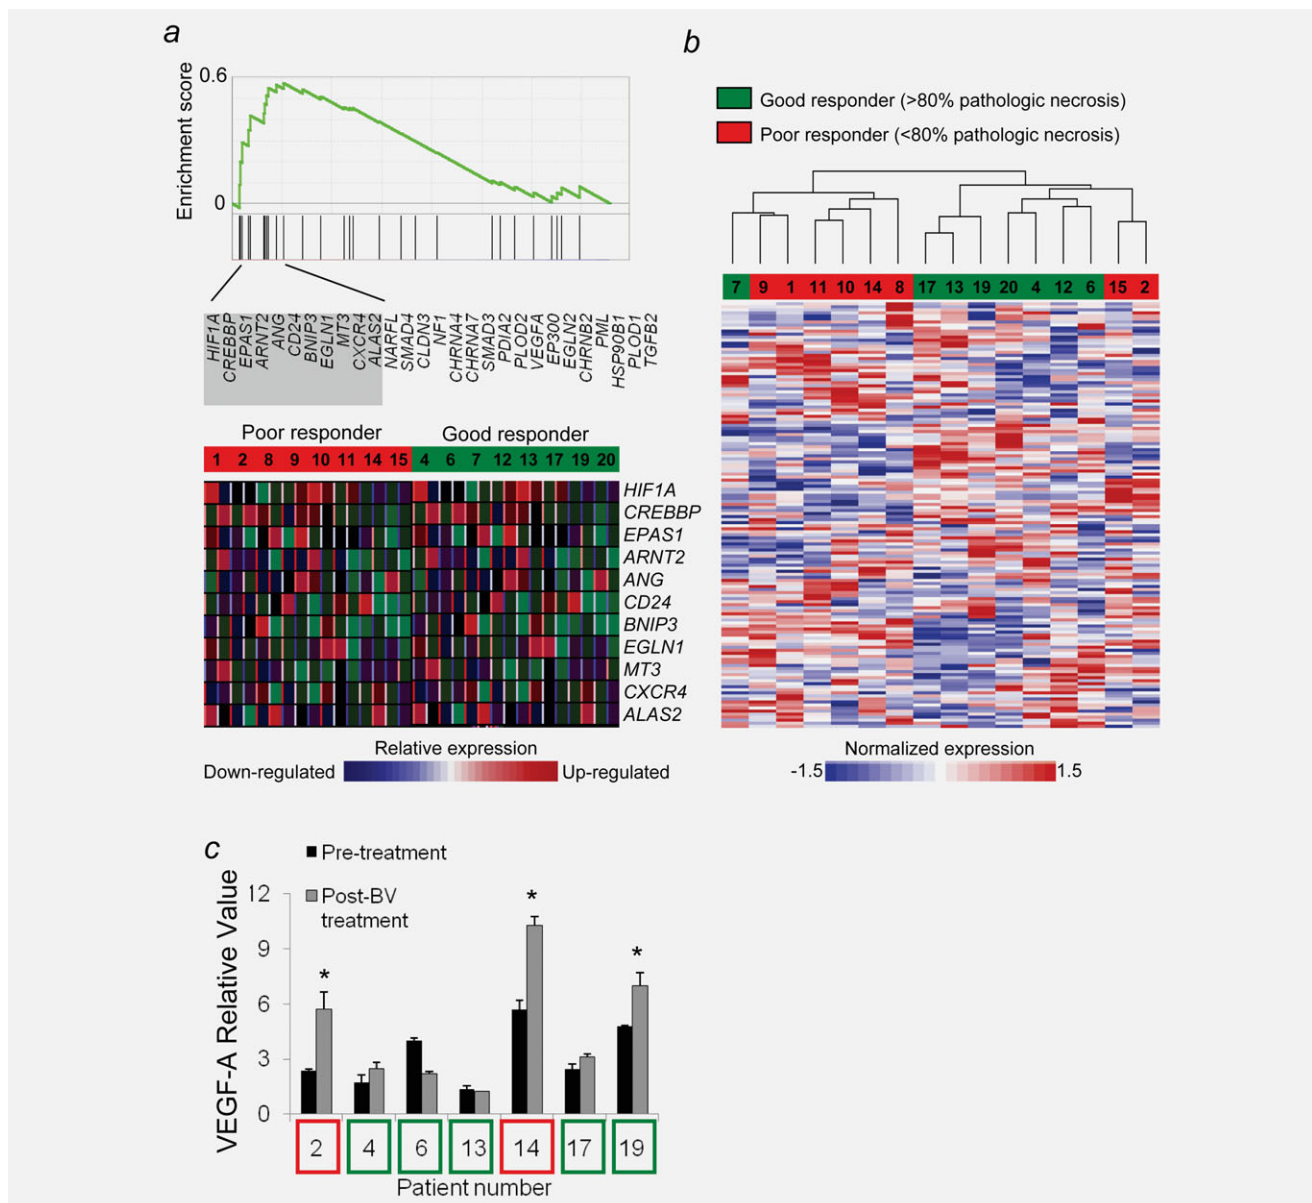 a
Enrichment score
0.6
0
HIF1A
CREBBP
EPAS1
ARNT2
ANG
CD24
BNIP3
EGLN1
MT3
CXCR4
ALAS2
NARFL
SMAD4
CLDN3
NF1
CHRNA4
CHRNA7
SMAD3
PDIA2
PLOD2
VEGFA
EP300
EGLN2
CHRNB2
PML
HSP90B1
PLOD1
TGFB2
Poor responder Good responder
1 2 8 9 10 11 14 15 4 6 7 12 13 17 19 20
HIF1A
CREBBP
EPAS1
ARNT2
ANG
CD24
BNIP3
EGLN1
MT3
CXCR4
ALAS2
Relative expression
Down-regulated Up-regulated
b
Good responder (>80% pathologic necrosis)
Poor responder (<80% pathologic necrosis)
7 9 1 11 10 14 8 17 13 19 20 4 12 6 15 2
Normalized expression
-1.5 1.5
c
Pre-treatment
Post-BV
treatment
VEGF-A Relative Value
12
9
6
3
0
* * *
2 4 6 13 14 17 19
Patient number